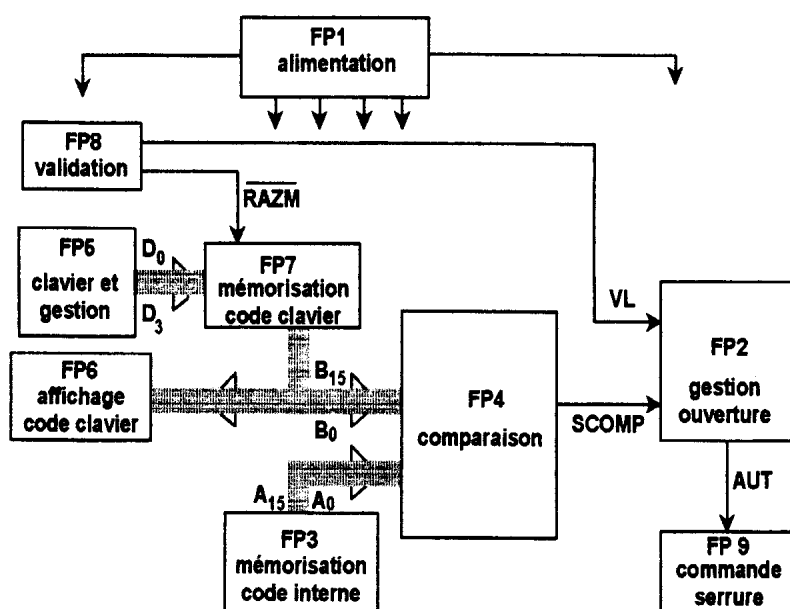 FP1
alimentation
FP8
validation
RAZM
FP5
clavier et
gestion
D0
D3
FP7
mémorisation
code clavier
VL
FP2
gestion
ouverture
FP6
affichage
code clavier
B15
B0
FP4
comparaison
SCOMP
A15
A0
AUT
FP3
mémorisation
code interne
FP 9
commande
serrure